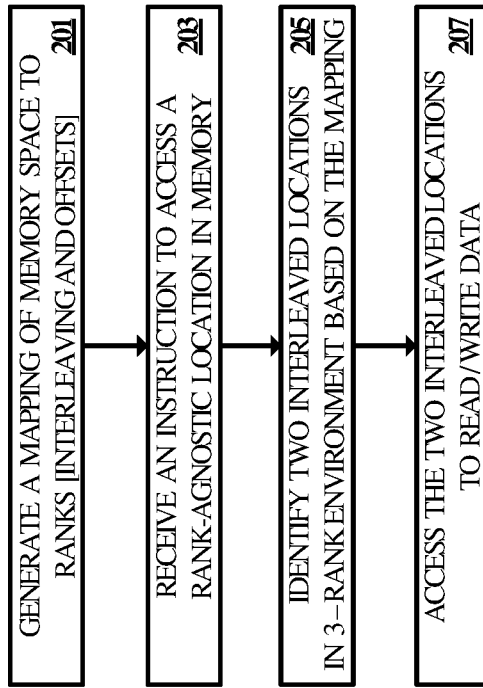 GENERATE A MAPPING OF MEMORY SPACE TO
RANKS [INTERLEAVING AND OFFSETS]
201
RECEIVE AN INSTRUCTION TO ACCESS A
RANK-AGNOSTIC LOCATION IN MEMORY
203
IDENTIFY TWO INTERLEAVED LOCATIONS
IN 3–RANK ENVIRONMENT BASED ON THE MAPPING
205
ACCESS THE TWO INTERLEAVED LOCATIONS
TO READ/WRITE DATA
207